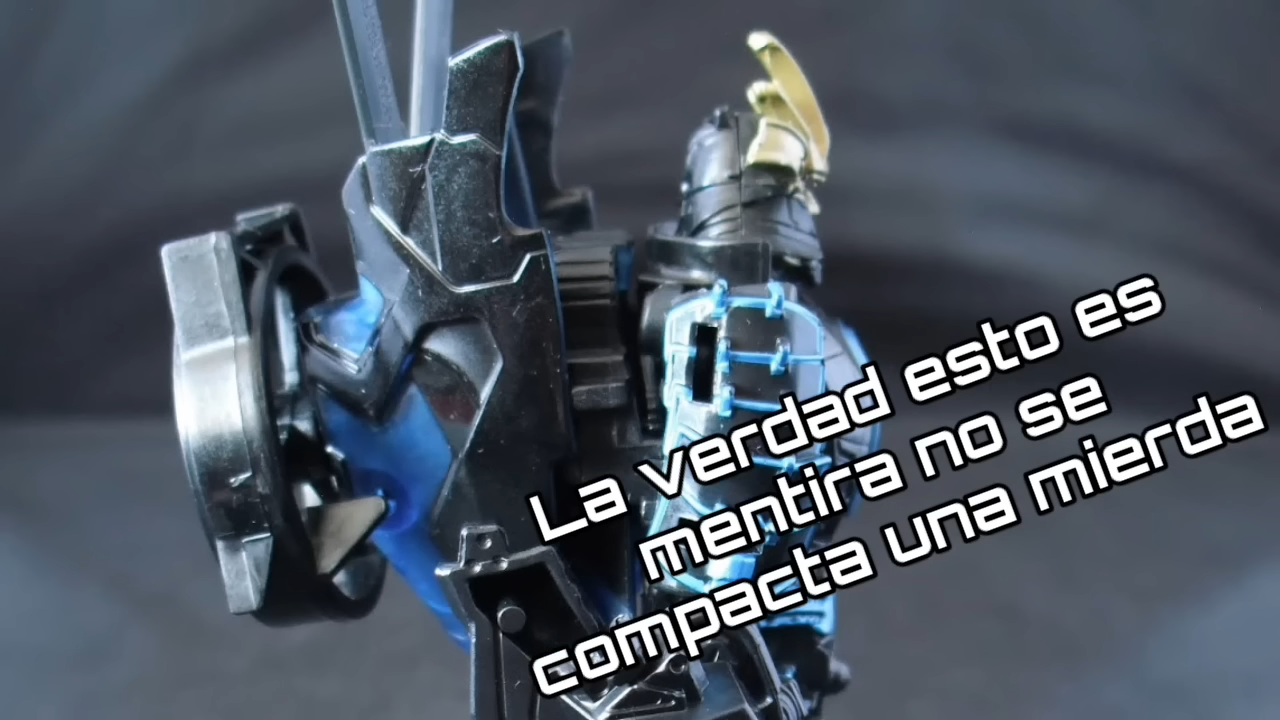 La verdad esto es
mentira no se
compacta una mierda